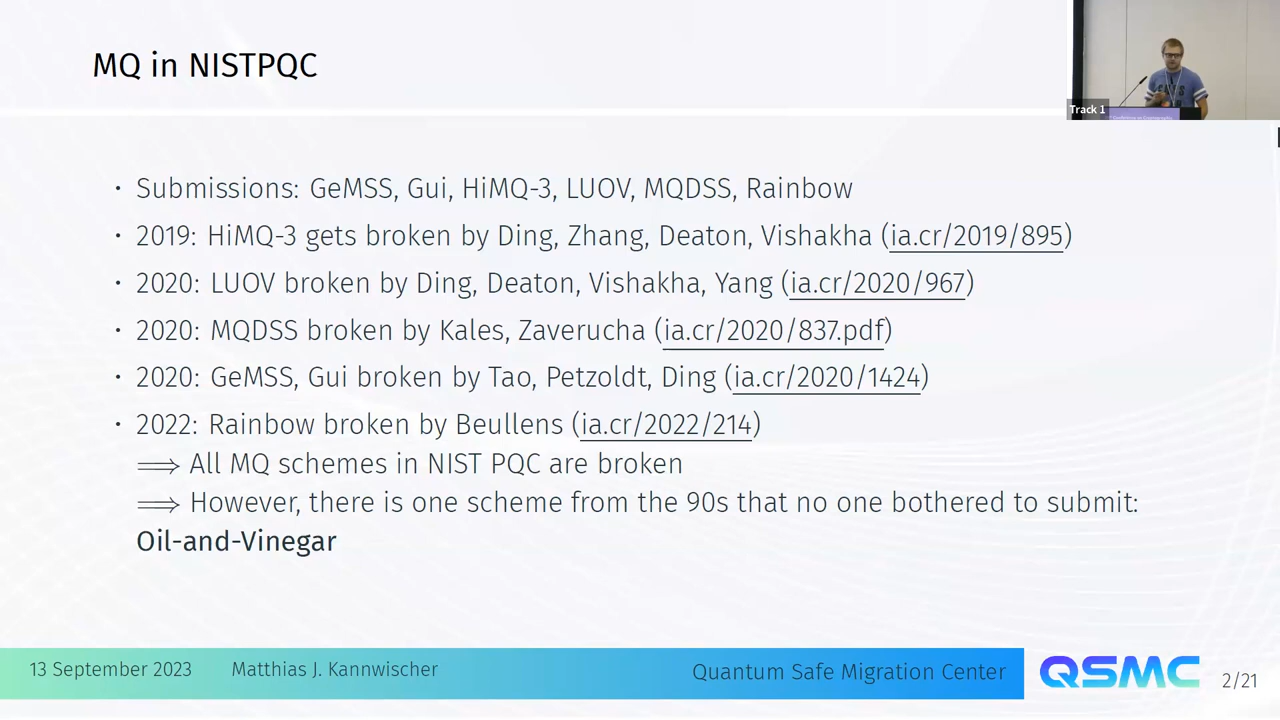 MQ in NISTPQC
Track 1
· Submissions: GeMSS, Gui, HiMQ-3, LUOV, MQDSS, Rainbow
· 2019: HiMQ-3 gets broken by Ding, Zhang, Deaton, Vishakha (ia.cr/2019/895)
· 2020: LUOV broken by Ding, Deaton, Vishakha, Yang (ia.cr/2020/967)
· 2020: MQDSS broken by Kales, Zaverucha (ia.cr/2020/837.pdf)
· 2020: GeMSS, Gui broken by Tao, Petzoldt, Ding (ia.cr/2020/1424)
· 2022: Rainbow broken by Beullens (ia.cr/2022/214)
⟹ All MQ schemes in NIST PQC are broken
⟹ However, there is one scheme from the 90s that no one bothered to submit:
Oil-and-Vinegar
13 September 2023 Matthias J. Kannwischer Quantum Safe Migration Center QSMC 2/21